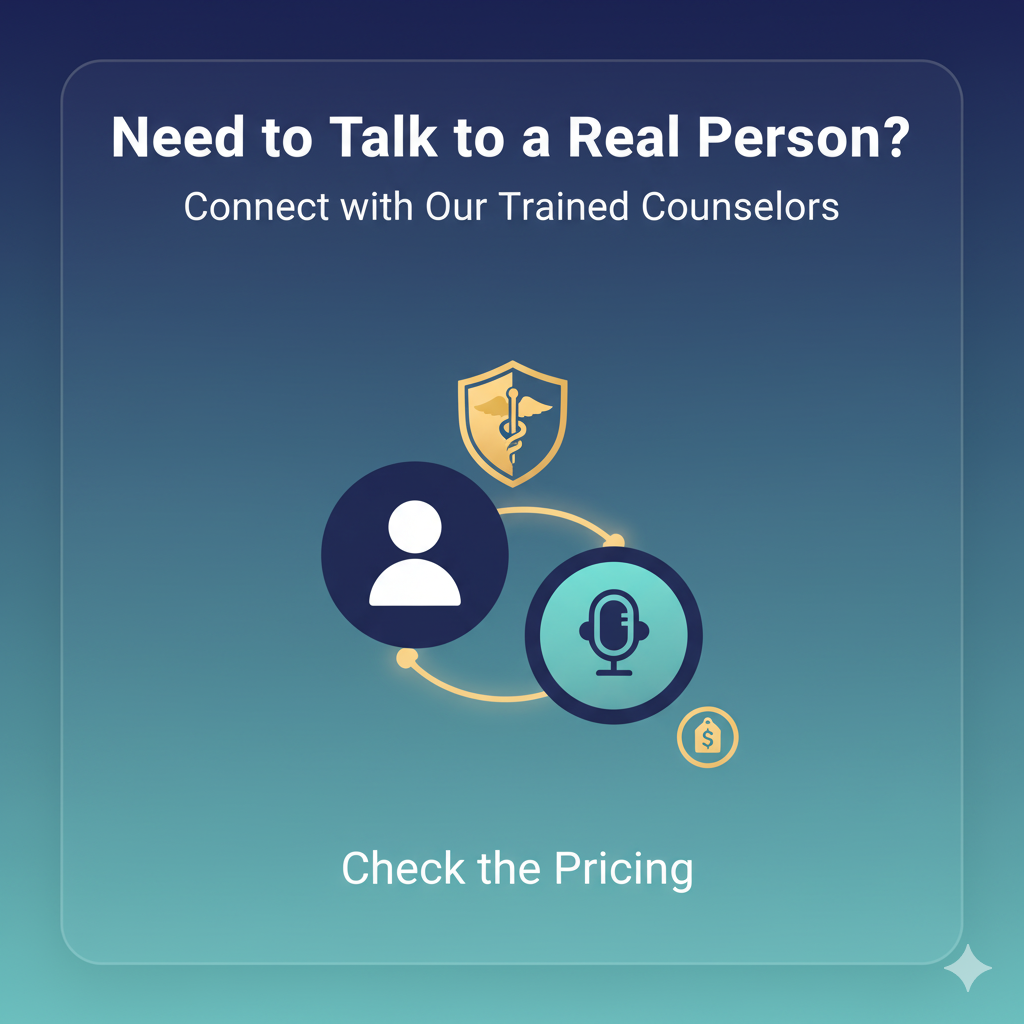 Need to Talk to a Real Person?
Connect with Our Trained Counselors
$
Check the Pricing